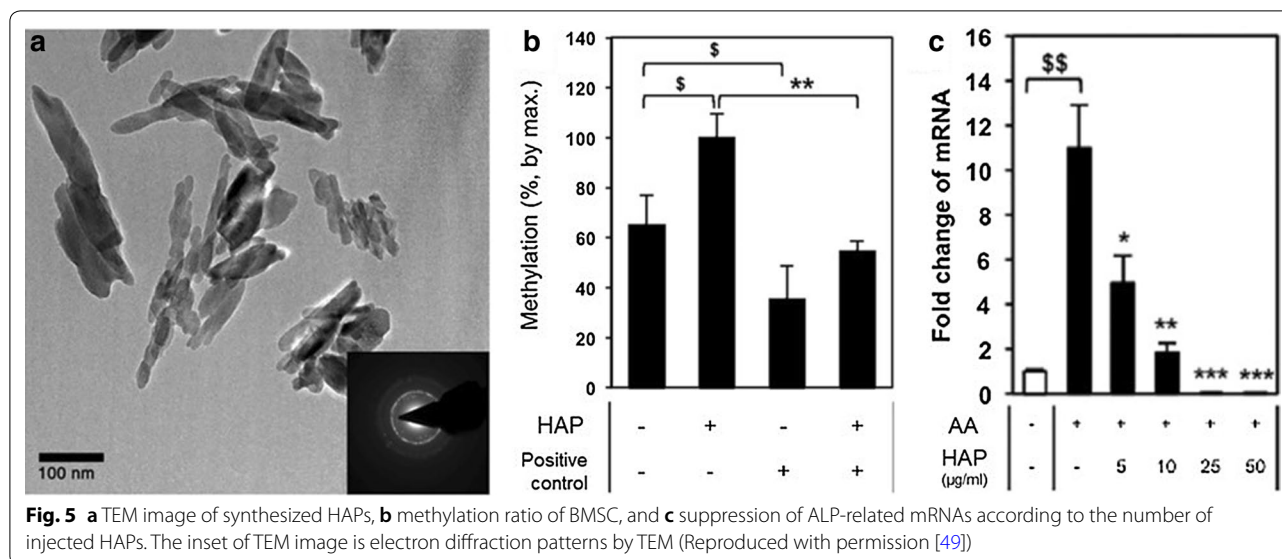 a
100 nm
b
Methylation (%, by max.)
140
120
100
80
60
40
20
0
$
$
**
HAP - + - +
Positive control - - + +
c
Fold change of mRNA
16
14
12
10
8
6
4
2
0
$$
*
**
***
***
AA - + + + + +
HAP (µg/ml) - - 5 10 25 50
Fig. 5 a TEM image of synthesized HAPs, b methylation ratio of BMSC, and c suppression of ALP-related mRNAs according to the number of
injected HAPs. The inset of TEM image is electron diffraction patterns by TEM (Reproduced with permission [49])